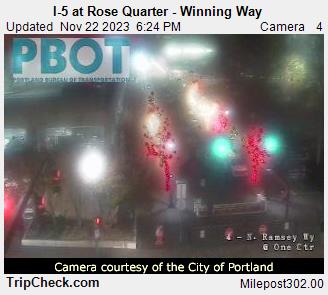 I-5 at Rose Quarter - Winning Way
Updated Nov 22 2023 6:24 PM Camera 4
PBOT
PORTLAND BUREAU OF TRANSPORTATION
4 - N. Ramsey Wy
@ One Ctr
Camera courtesy of the City of Portland
TripCheck.com Milepost302.00